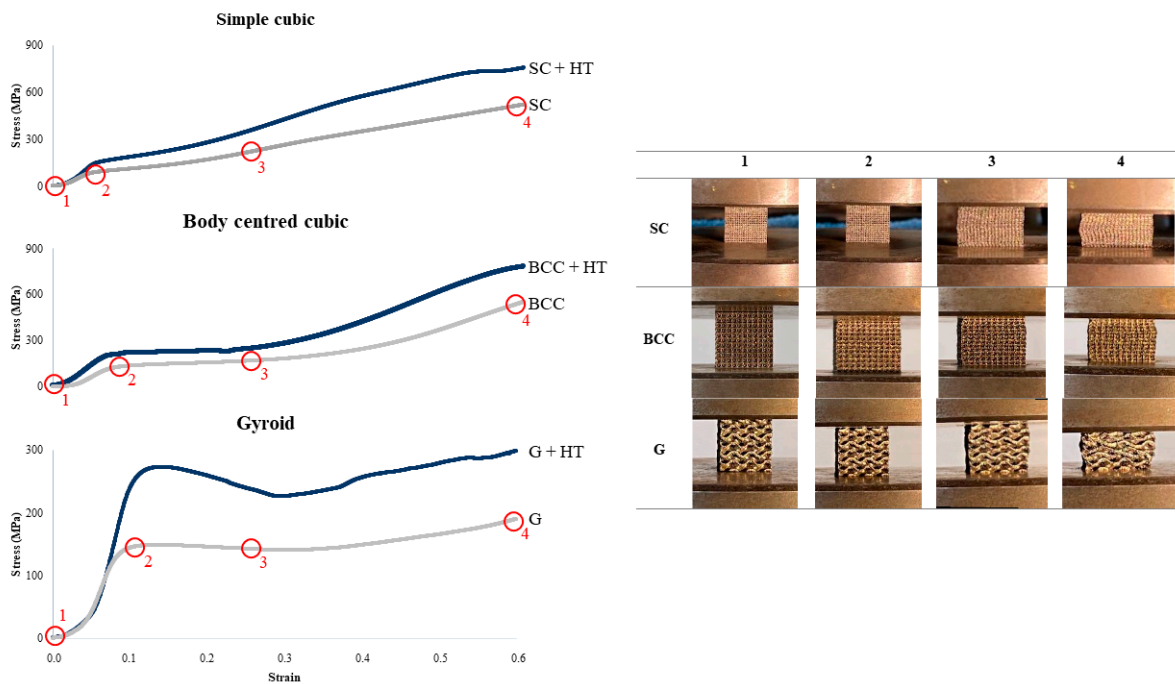 Simple cubic
900
600
300
0
Stress (MPa)
SC + HT
SC
1
2
3
4
Body centred cubic
900
600
300
0
Stress (MPa)
BCC + HT
BCC
1
2
3
4
Gyroid
300
200
100
0
Stress (MPa)
G + HT
G
1
2
3
4
0.0 0.1 0.2 0.3 0.4 0.5 0.6
Strain
1 2 3 4
SC
BCC
G